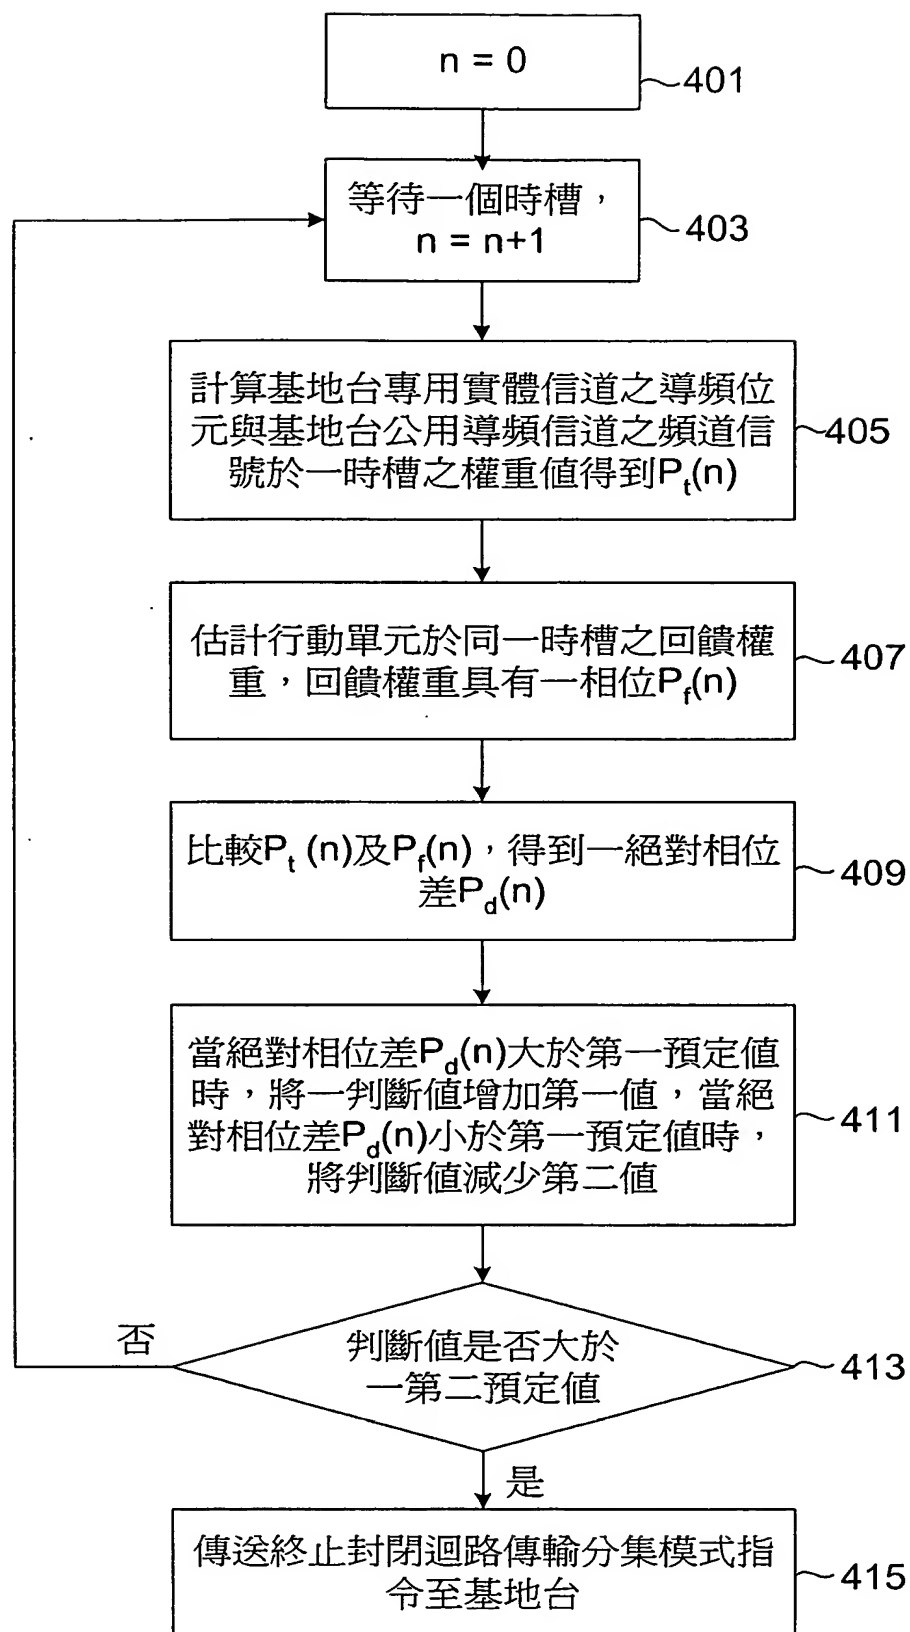 n = 0
401
等待一個時槽，
n = n+1
403
計算基地台專用實體信道之導頻位
元與基地台公用導頻信道之頻道信
號於一時槽之權重值得到Pt(n)
405
估計行動單元於同一時槽之回饋權
重，回饋權重具有一相位Pf(n)
407
比較Pt (n)及Pf(n)，得到一絕對相位
差Pd(n)
409
當絕對相位差Pd(n)大於第一預定值
時，將一判斷值增加第一值，當絕
對相位差Pd(n)小於第一預定值時，
將判斷值減少第二值
411
否
判斷值是否大於
一第二預定值
413
是
傳送終止封閉迴路傳輸分集模式指
令至基地台
415